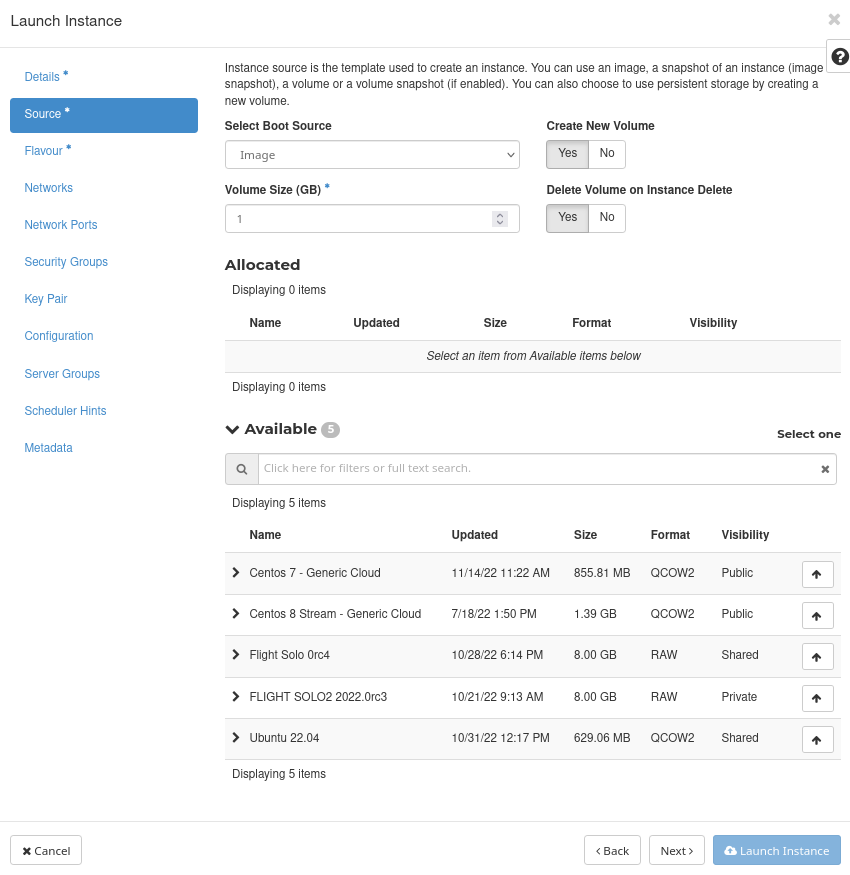 Launch Instance
Details *
Source *
Flavour *
Networks
Network Ports
Security Groups
Key Pair
Configuration
Server Groups
Scheduler Hints
Metadata
Instance source is the template used to create an instance. You can use an image, a snapshot of an instance (image
snapshot), a volume or a volume snapshot (if enabled). You can also choose to use persistent storage by creating a
new volume.
Select Boot Source Create New Volume
Image Yes No
Volume Size (GB) * Delete Volume on Instance Delete
1 Yes No
Allocated
Displaying 0 items
Name Updated Size Format Visibility
Select an item from Available items below
Displaying 0 items
Available 5 Select one
Click here for filters or full text search.
Displaying 5 items
Name Updated Size Format Visibility
Centos 7 - Generic Cloud 11/14/22 11:22 AM 855.81 MB QCOW2 Public
Centos 8 Stream - Generic Cloud 7/18/22 1:50 PM 1.39 GB QCOW2 Public
Flight Solo 0rc4 10/28/22 6:14 PM 8.00 GB RAW Shared
FLIGHT SOLO2 2022.0rc3 10/21/22 9:13 AM 8.00 GB RAW Private
Ubuntu 22.04 10/31/22 12:17 PM 629.06 MB QCOW2 Shared
Displaying 5 items
Cancel < Back Next > Launch Instance